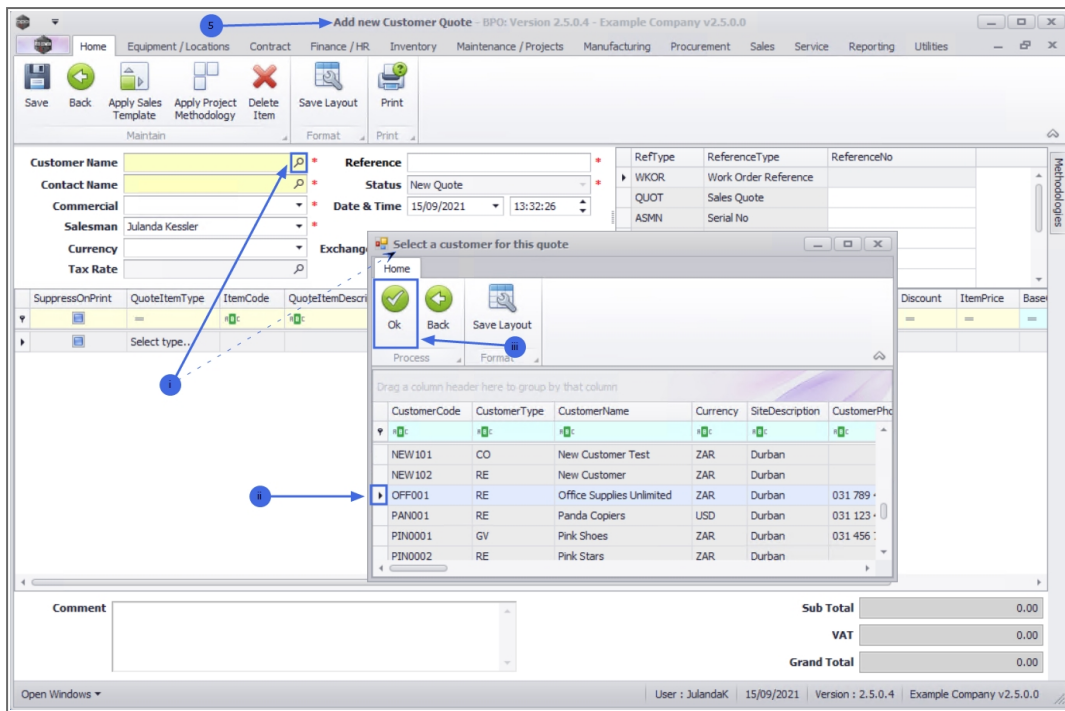 5
Add new Customer Quote - BPO: Version 2.5.0.4 - Example Company v2.5.0.0
Home Equipment / Locations Contract Finance / HR Inventory Maintenance / Projects Manufacturing Procurement Sales Service Reporting Utilities
Save Back Apply Sales Template Apply Project Methodology Delete Item Save Layout Print
Maintain Format Print
Customer Name * Reference * RefType ReferenceType ReferenceNo
Contact Name * Status New Quote * WKOR Work Order Reference
Commercial * Date & Time 15/09/2021 13:32:26 QUOT Sales Quote
Salesman Julanda Kessler * ASMN Serial No
Methodologies
Currency
Tax Rate
SuppressOnPrint QuoteItemType ItemCode Discount ItemPrice
Select type...
i
Select a customer for this quote
Home
Ok Back Save Layout
iii
Process Format
Drag a column header here to group by that column
CustomerCode CustomerType CustomerName Currency SiteDescription
NEW101 CO New Customer Test ZAR Durban
NEW102 RE New Customer ZAR Durban
ii
OFF001 RE Office Supplies Unlimited ZAR Durban 031 789
PAN001 RE Panda Copiers USD Durban 031 123
PIN0001 GV Pink Shoes ZAR Durban 031 456
PIN0002 RE Pink Stars ZAR Durban
Comment Sub Total 0.00
VAT 0.00
Grand Total 0.00
Open Windows User : JulandaK 15/09/2021 Version : 2.5.0.4 Example Company v2.5.0.0